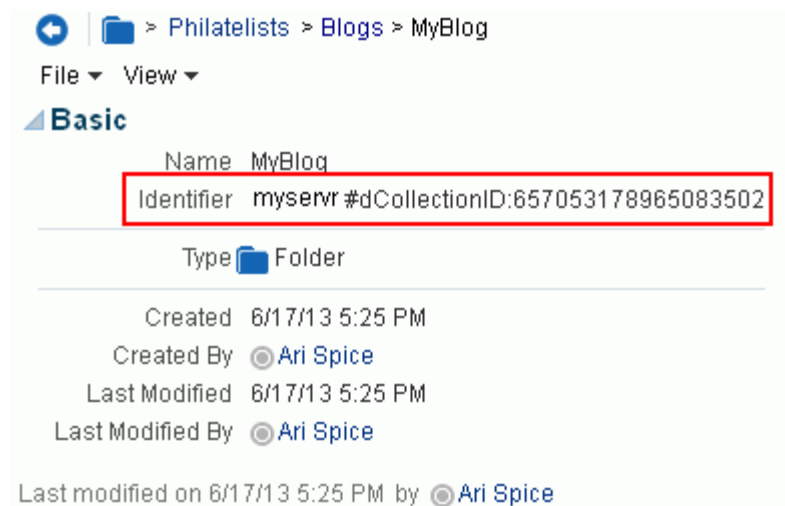 > Philatelists > Blogs > MyBlog
File View
Basic
Name MyBlog
Identifier myservr #dCollectionID:657053178965083502
Type Folder
Created 6/17/13 5:25 PM
Created By Ari Spice
Last Modified 6/17/13 5:25 PM
Last Modified By Ari Spice
Last modified on 6/17/13 5:25 PM by Ari Spice